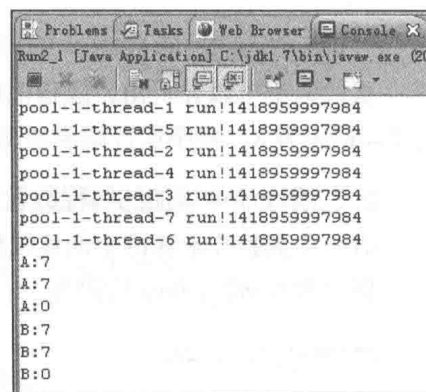 Problems Tasks Web Browser Console
Run2_1 [Java Application] C:\jdk1.7\bin\javaw.exe (20
pool-1-thread-1 run!1418959997984
pool-1-thread-5 run!1418959997984
pool-1-thread-2 run!1418959997984
pool-1-thread-4 run!1418959997984
pool-1-thread-3 run!1418959997984
pool-1-thread-7 run!1418959997984
pool-1-thread-6 run!1418959997984
A:7
A:7
A:0
B:7
B:7
B:0